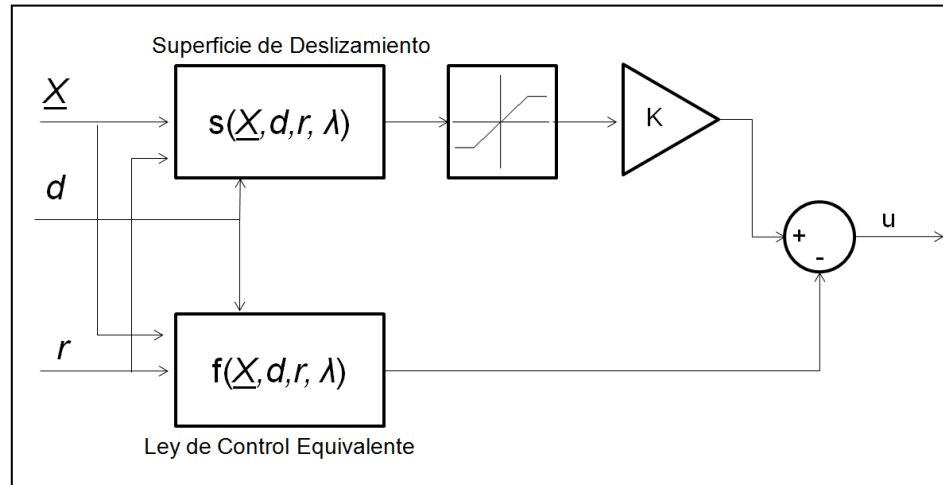 Superficie de Deslizamiento
X
s(X,d,r, λ)
K
d
+
-
u
r
f(X,d,r, λ)
Ley de Control Equivalente